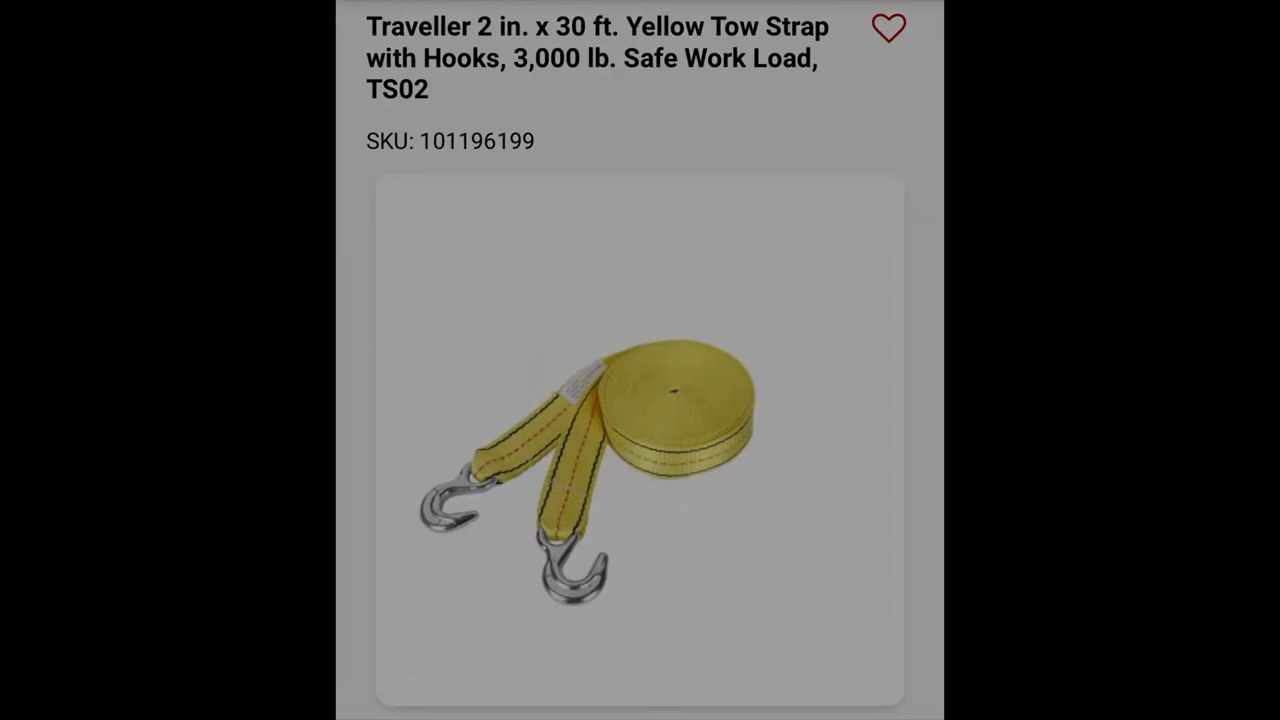 Traveller 2 in. x 30 ft. Yellow Tow Strap
with Hooks, 3,000 lb. Safe Work Load,
TS02
SKU: 101196199